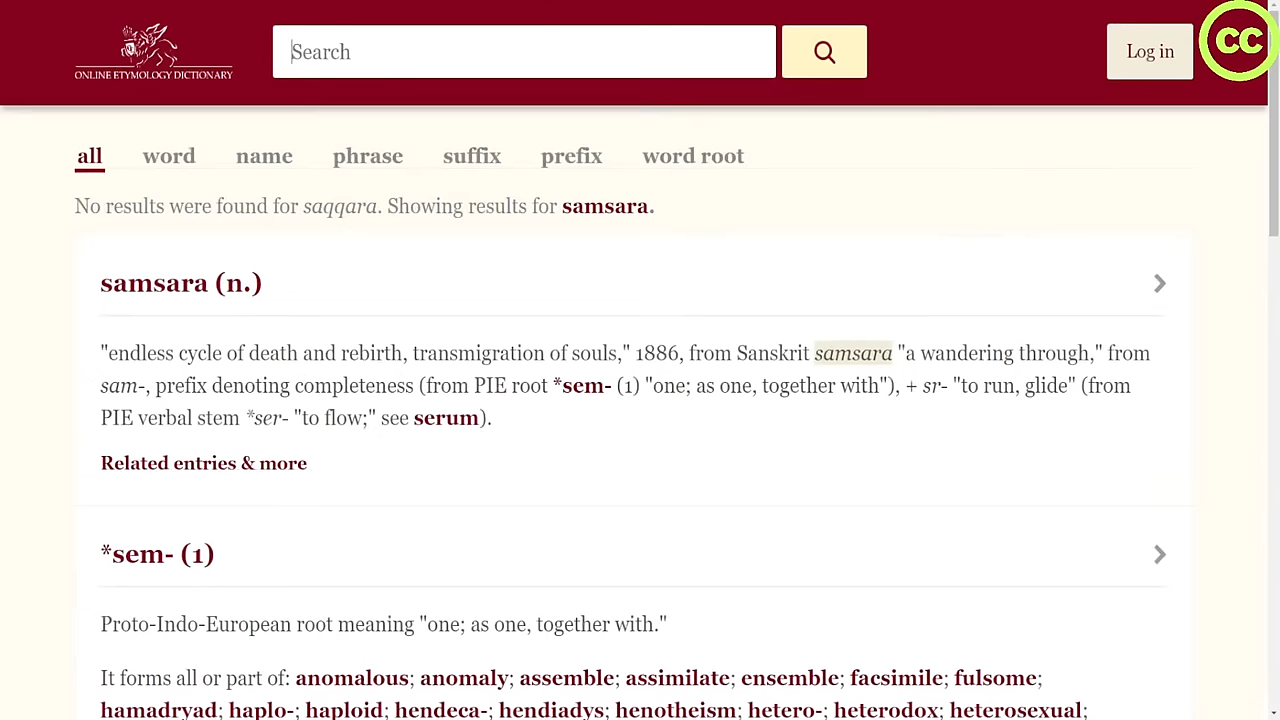 ONLINE ETYMOLOGY DICTIONARY
Search
Log in
CC
all word name phrase suffix prefix word root
No results were found for saqqara. Showing results for samsara.
samsara (n.)
"endless cycle of death and rebirth, transmigration of souls," 1886, from Sanskrit samsara "a wandering through," from
sam-, prefix denoting completeness (from PIE root *sem- (1) "one; as one, together with"), + sr- "to run, glide" (from
PIE verbal stem *ser- "to flow;" see serum).
Related entries & more
*sem- (1)
Proto-Indo-European root meaning "one; as one, together with."
It forms all or part of: anomalous; anomaly; assemble; assimilate; ensemble; facsimile; fulsome;
hamadryad; haplo-; haploid; hendeca-; hendiadys; henotheism; hetero-; heterodox; heterosexual;